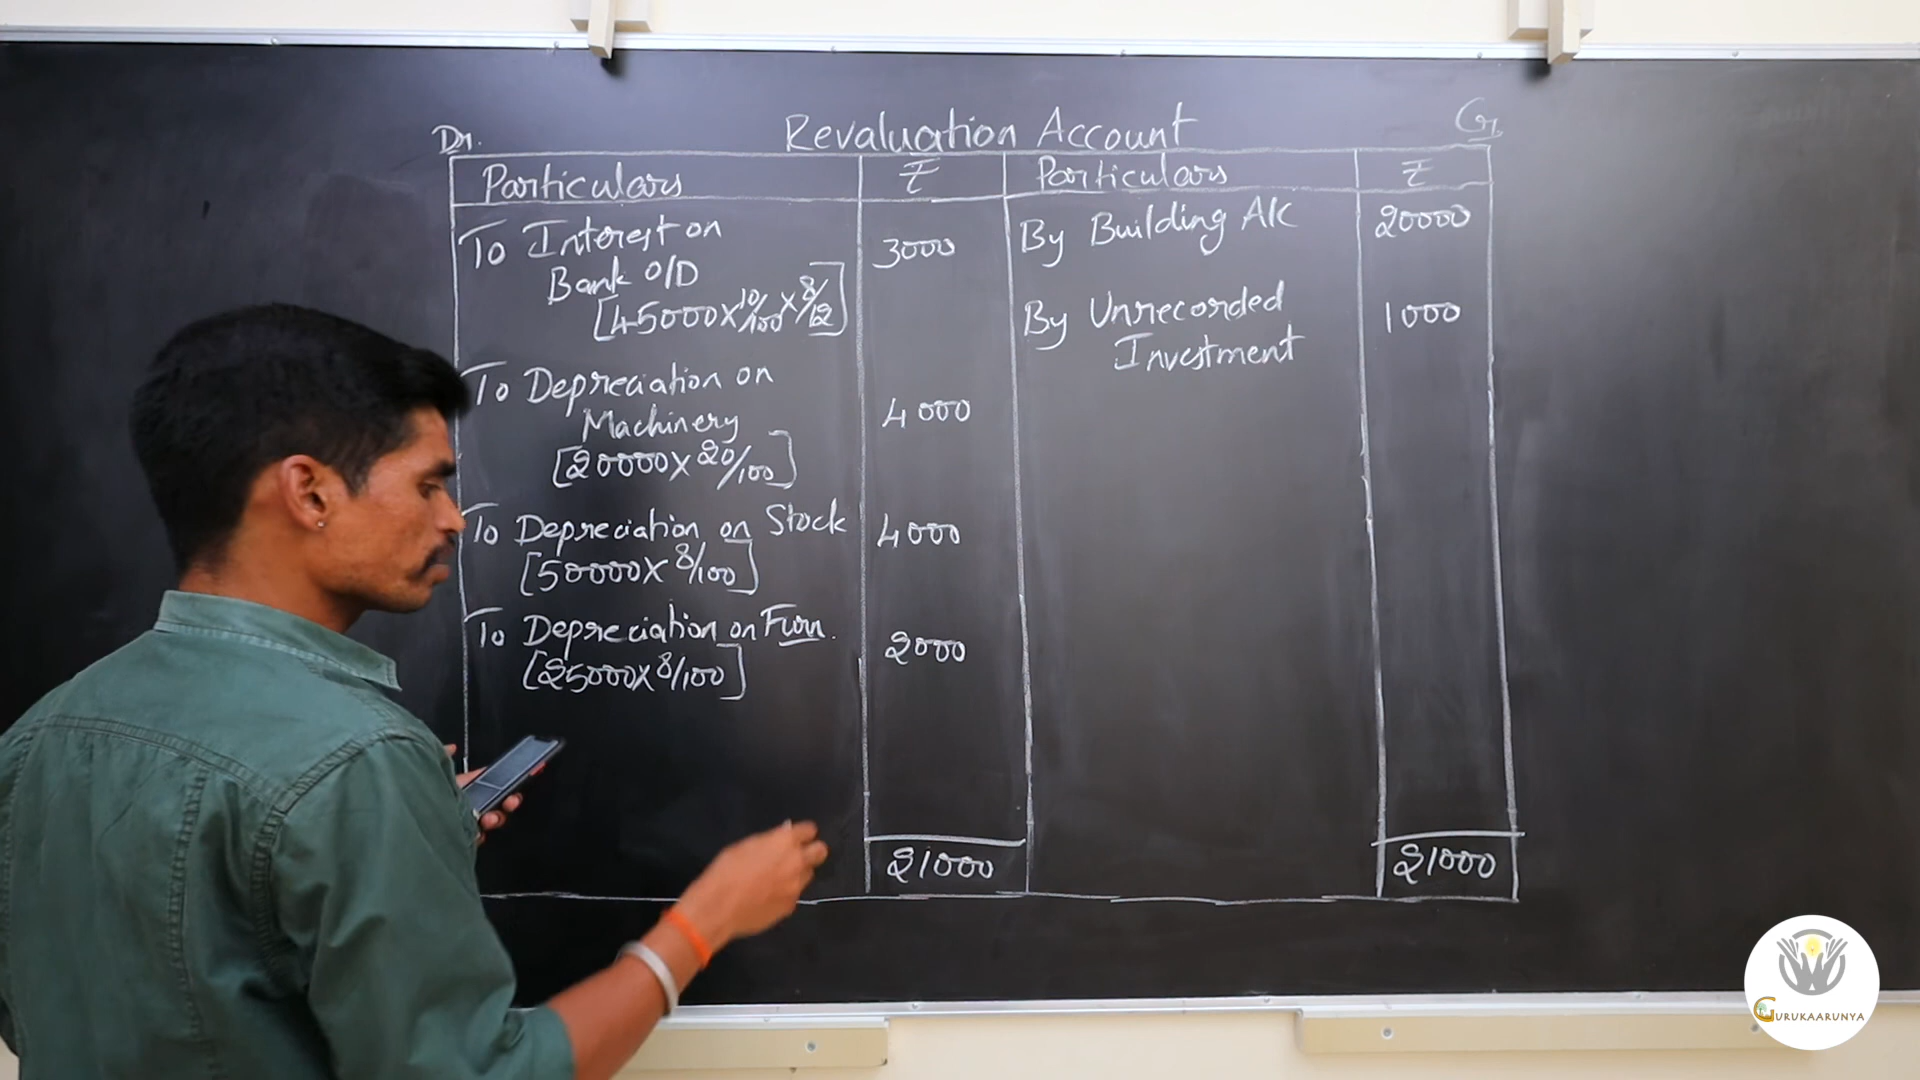 Revaluation Account
Dr. Cr
Particulars ₹ Particulars ₹
To Interest on
Bank O/D
[45000x10/100x8/12] 3000
To Depreciation on
Machinery
[20000x20/100] 4000
To Depreciation on Stock
[50000x8/100] 4000
To Depreciation on Furn.
[25000x8/100] 2000
21000
By Building A/C 20000
By Unrecorded
Investment 1000
21000
GURUKAARUNYA